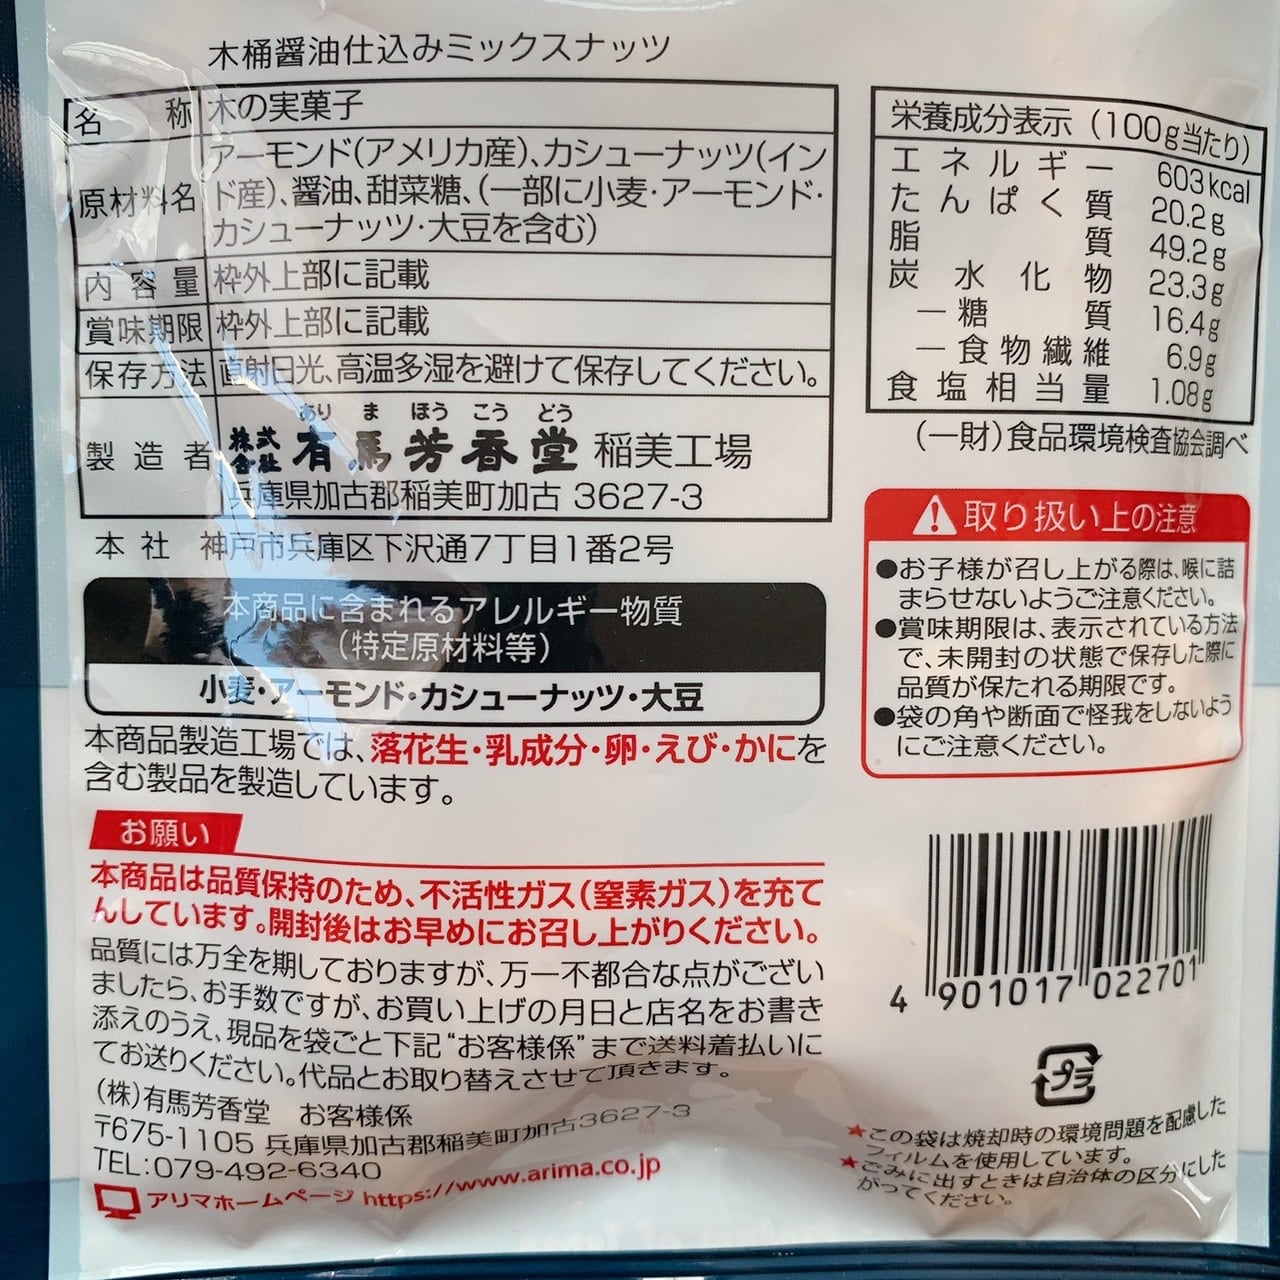 木桶醤油仕込みミックスナッツ
名称 木の実菓子
原材料名 アーモンド(アメリカ産)、カシューナッツ(イン
ド産)、醤油、甜菜糖、(一部に小麦・アーモンド・
カシューナッツ・大豆を含む)
内容量 枠外上部に記載
賞味期限 枠外上部に記載
保存方法 直射日光、高温多湿を避けて保存してください。
あり ま ほう こう どう
製造者 株式会社 有馬芳香堂 稲美工場
兵庫県加古郡稲美町加古 3627-3
本社 神戸市兵庫区下沢通7丁目1番2号
本商品に含まれるアレルギー物質
(特定原材料等)
小麦・アーモンド・カシューナッツ・大豆
本商品製造工場では、落花生・乳成分・卵・えび・かにを
含む製品を製造しています。
お願い
本商品は品質保持のため、不活性ガス(窒素ガス)を充て
んしています。開封後はお早めにお召し上がりください。
品質には万全を期しておりますが、万一不都合な点がござい
ましたら、お手数ですが、お買い上げの月日と店名をお書き
添えのうえ、現品を袋ごと下記“お客様係”まで送料着払いに
てお送りください。代品とお取り替えさせて頂きます。
(株)有馬芳香堂 お客様係
〒675-1105 兵庫県加古郡稲美町加古3627-3
TEL:079-492-6340
アリマホームページ https://www.arima.co.jp
栄養成分表示 (100g当たり)
エネルギー 603kcal
たんぱく質 20.2g
脂質 49.2g
炭水化物 23.3g
－糖質 16.4g
－食物繊維 6.9g
食塩相当量 1.08g
(一財)食品環境検査協会調べ
取り扱い上の注意
●お子様が召し上がる際は、喉に詰
まらせないようご注意ください。
●賞味期限は、表示されている方法
で、未開封の状態で保存した際に
品質が保たれる期限です。
●袋の角や断面で怪我をしないよう
にご注意ください。
4 901017 022701
プラ
★この袋は焼却時の環境問題を配慮した
フィルムを使用しています。
★ごみに出すときは自治体の区分にした
がってください。